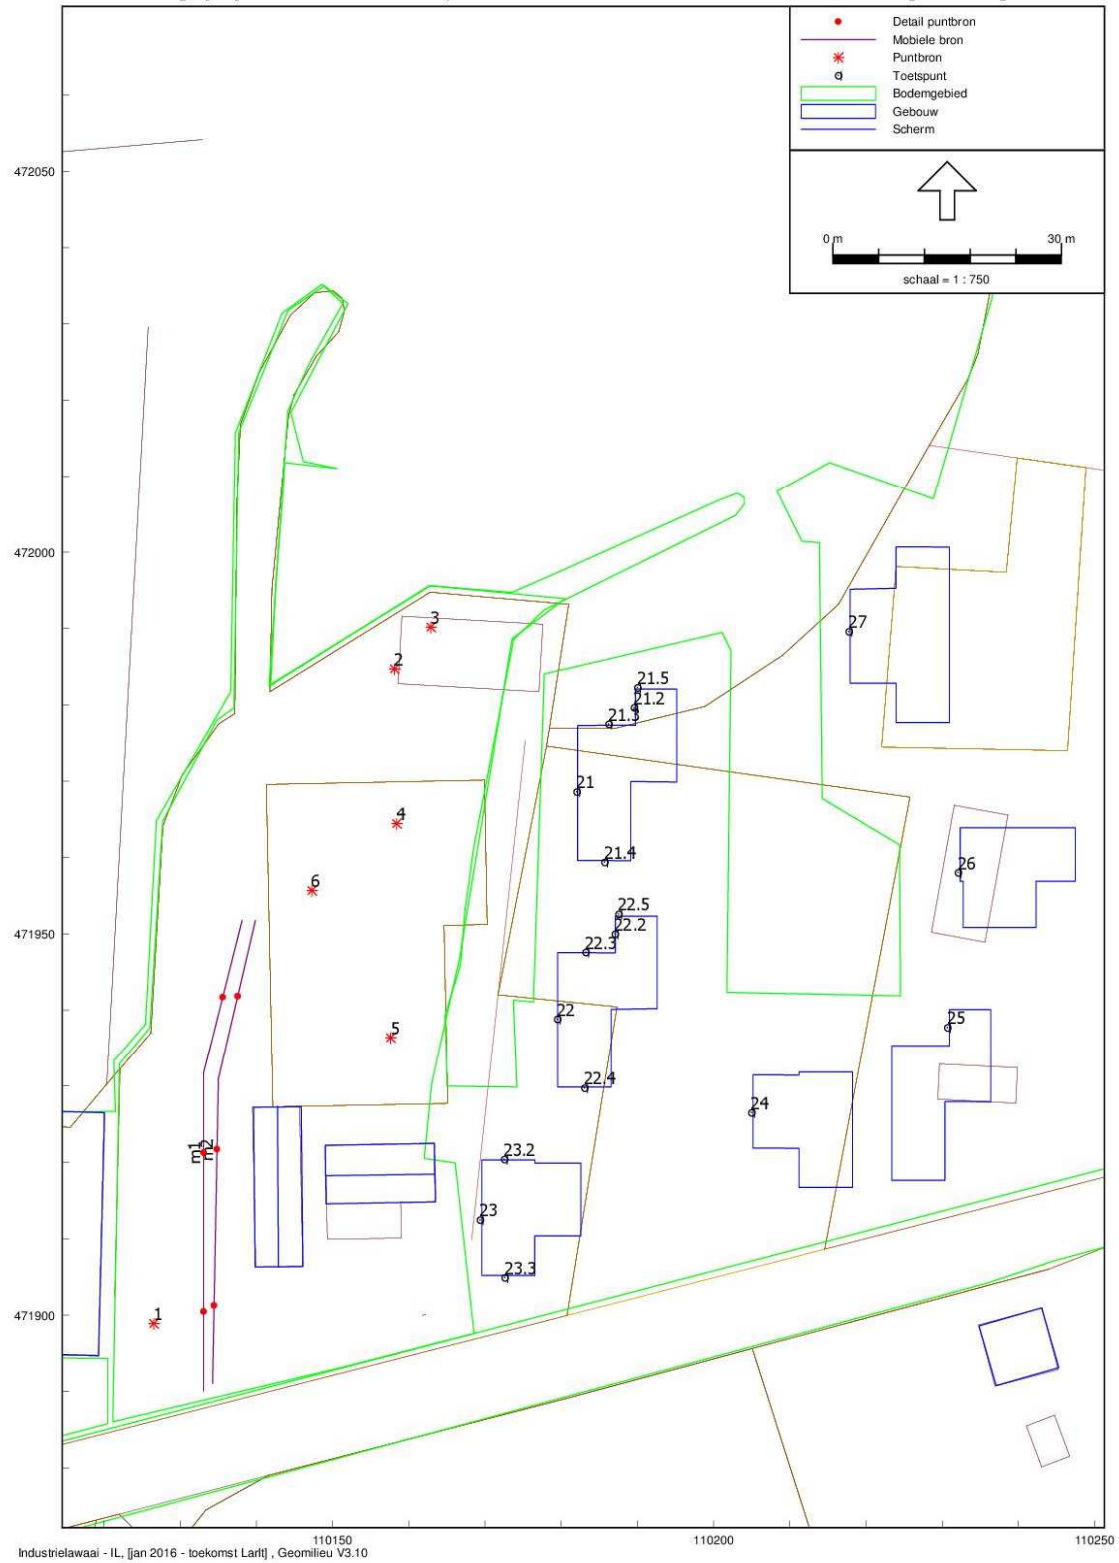 Detail puntbron
Mobiele bron
Puntbron
Toetspunt
Bodemgebied
Gebouw
Scherm
0 m 30 m
schaal = 1 : 750
472050
472000
471950
471900
3
2
27
21.5
21.2
21.3
21
4
21.4
26
6
22.5
22.2
22.3
22
25
5
22.4
24
m1
m2
23.2
23
23.3
1
110150
110200
110250
Industrielawaai - IL, [jan 2016 - toekomst Larlt] , Geomilieu V3.10